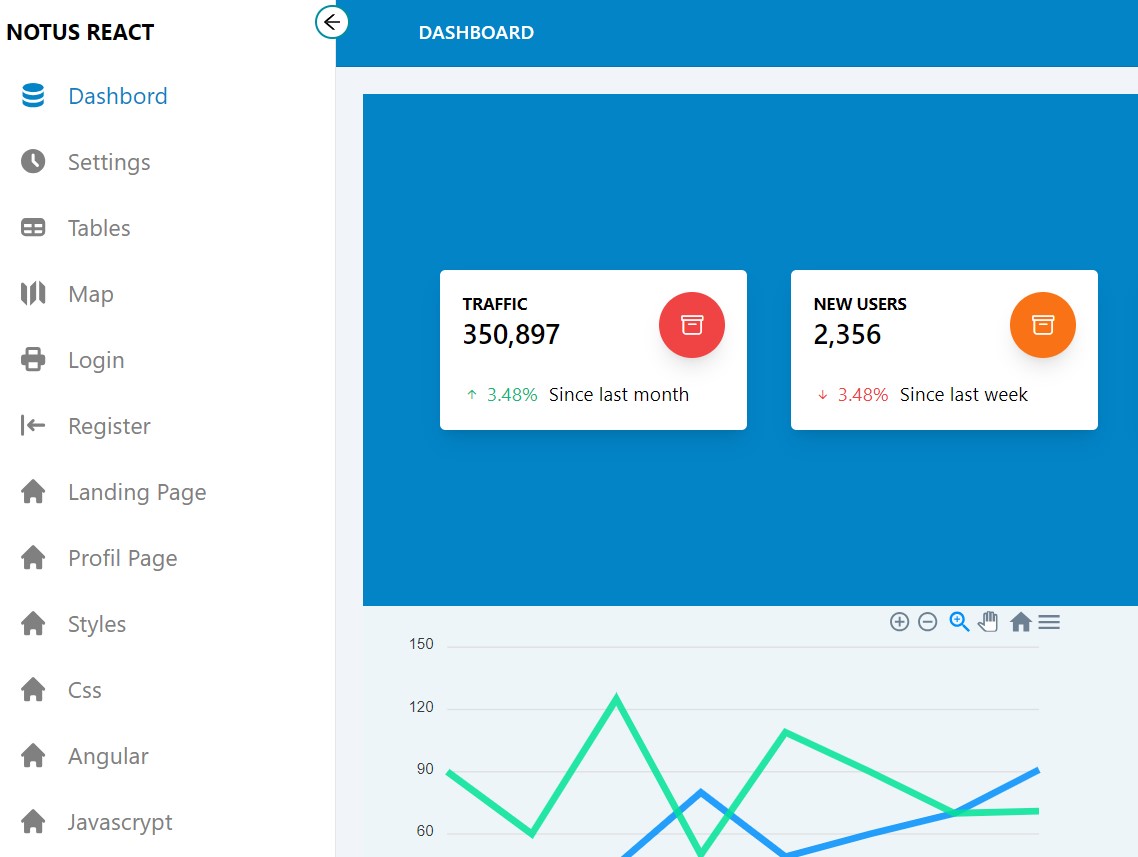 NOTUS REACT
Dashbord
Settings
Tables
Map
Login
Register
Landing Page
Profil Page
Styles
Css
Angular
Javascrypt
DASHBOARD
TRAFFIC
350,897
3.48% Since last month
NEW USERS
2,356
3.48% Since last week
150
120
90
60